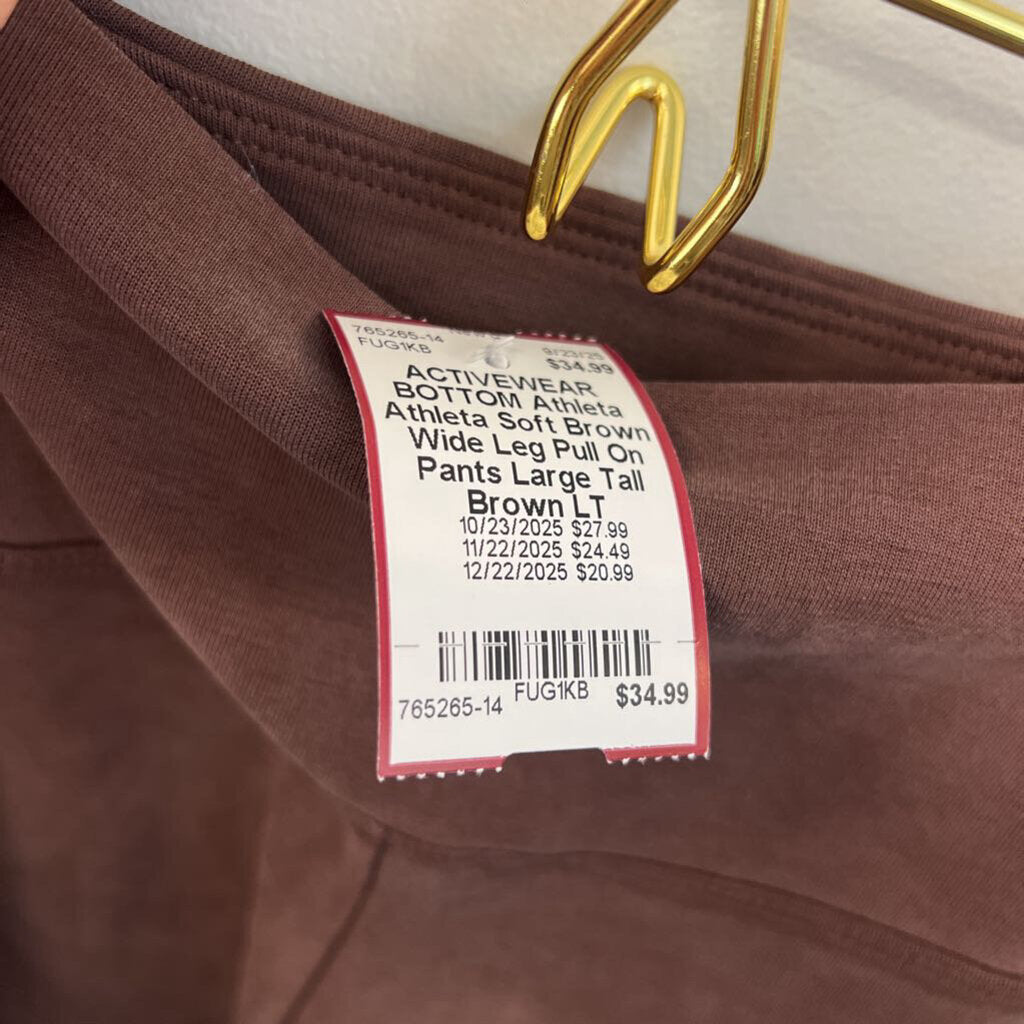 765265-14
FUG1KB
9/23/25
$34.99
ACTIVEWEAR
BOTTOM Athleta
Athleta Soft Brown
Wide Leg Pull On
Pants Large Tall
Brown LT
10/23/2025 $27.99
11/22/2025 $24.49
12/22/2025 $20.99
765265-14 FUG1KB $34.99